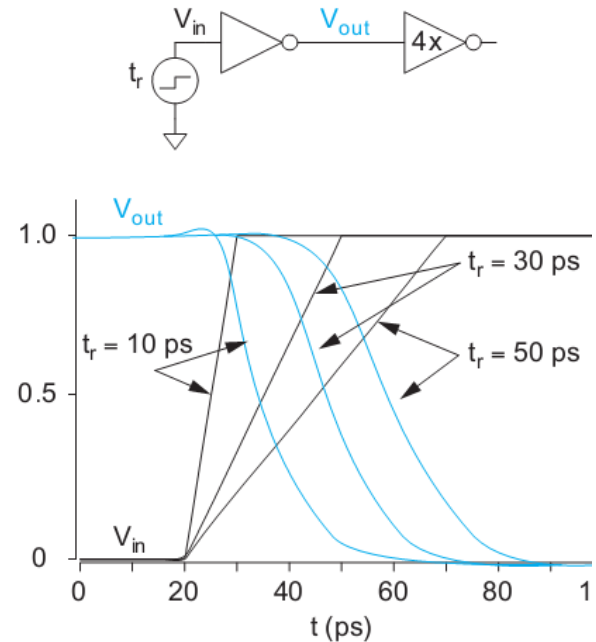 V_in
V_out
4x
t_r
V_out
1.0
t_r = 30 ps
t_r = 10 ps
t_r = 50 ps
0.5
V_in
0
0 20 40 60 80 1
t (ps)